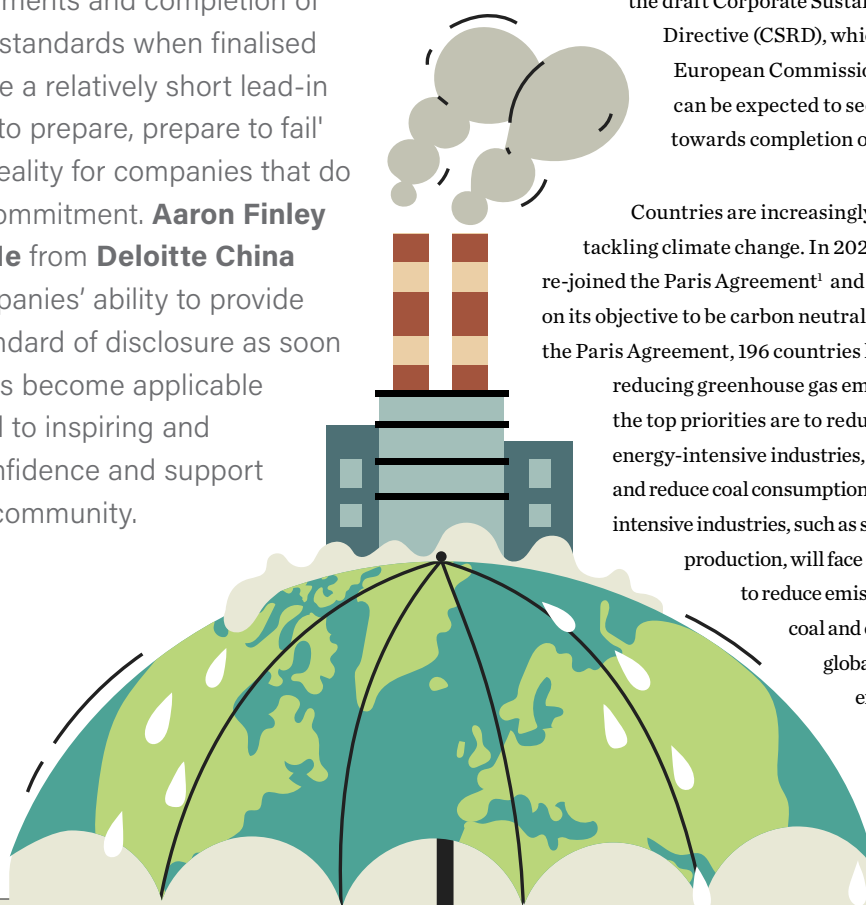 ments and completion of
standards when finalised
e a relatively short lead-in
to prepare, prepare to fail'
eality for companies that do
ommitment. Aaron Finley
He from Deloitte China
panies’ ability to provide
ndard of disclosure as soon
s become applicable
l to inspiring and
nfidence and support
community.
the draft Corporate Sustai
Directive (CSRD), whi
European Commissio
can be expected to se
towards completion o
Countries are increasingly
tackling climate change. In 202
re-joined the Paris Agreement¹ and
on its objective to be carbon neutral
the Paris Agreement, 196 countries
reducing greenhouse gas em
the top priorities are to redu
energy-intensive industries,
and reduce coal consumption
intensive industries, such as s
production, will face
to reduce emis
coal and
globa
e